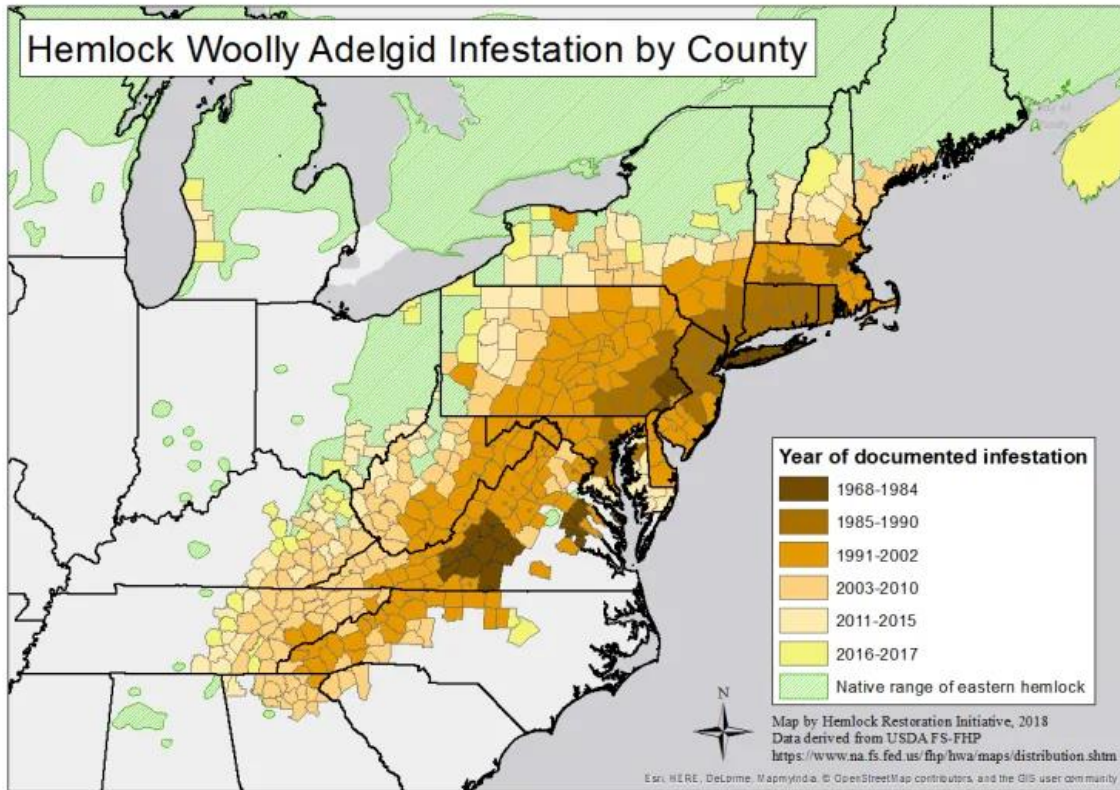 Hemlock Woolly Adelgid Infestation by County
Year of documented infestation
1968-1984
1985-1990
1991-2002
2003-2010
2011-2015
2016-2017
Native range of eastern hemlock
N
Map by Hemlock Restoration Initiative, 2018
Data derived from USDA FS-FHP
https://www.na.fs.fed.us/fhp/hwa/maps/distribution.shtm
Esri, HERE, DeLorme, MapmyIndia, © OpenStreetMap contributors, and the GIS user community